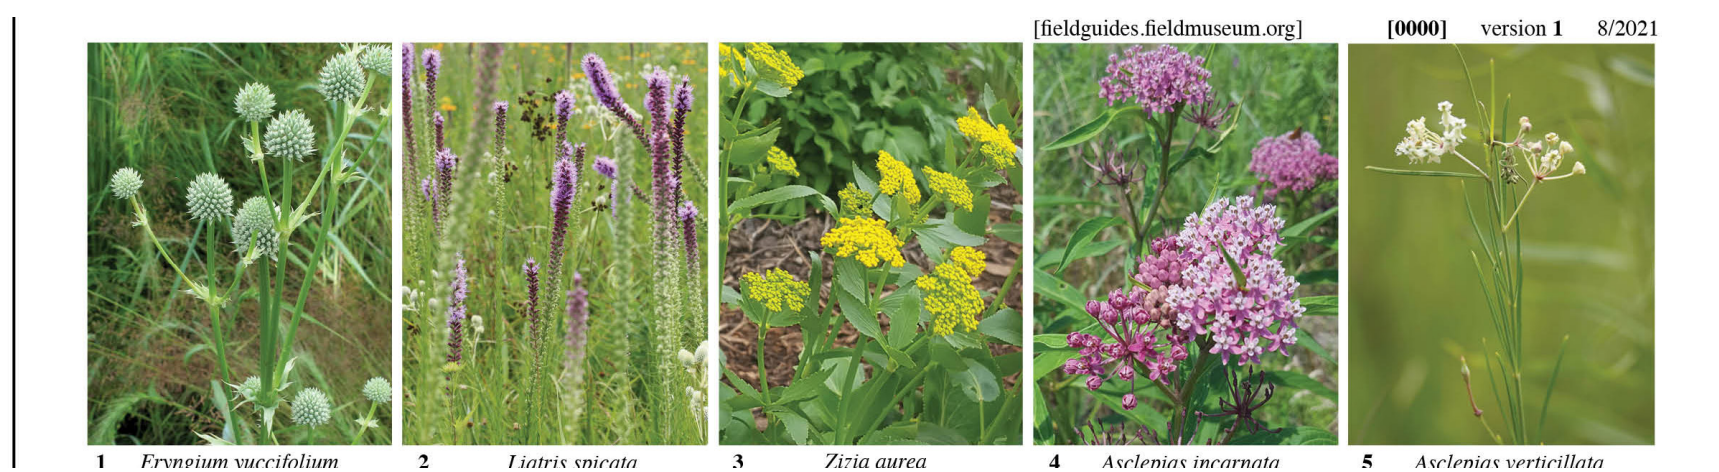 [fieldguides.fieldmuseum.org] [0000] version 1 8/2021
1 Eryngium yuccifolium 2 Liatris spicata 3 Zizia aurea 4 Asclepias incarnata 5 Asclepias verticillata